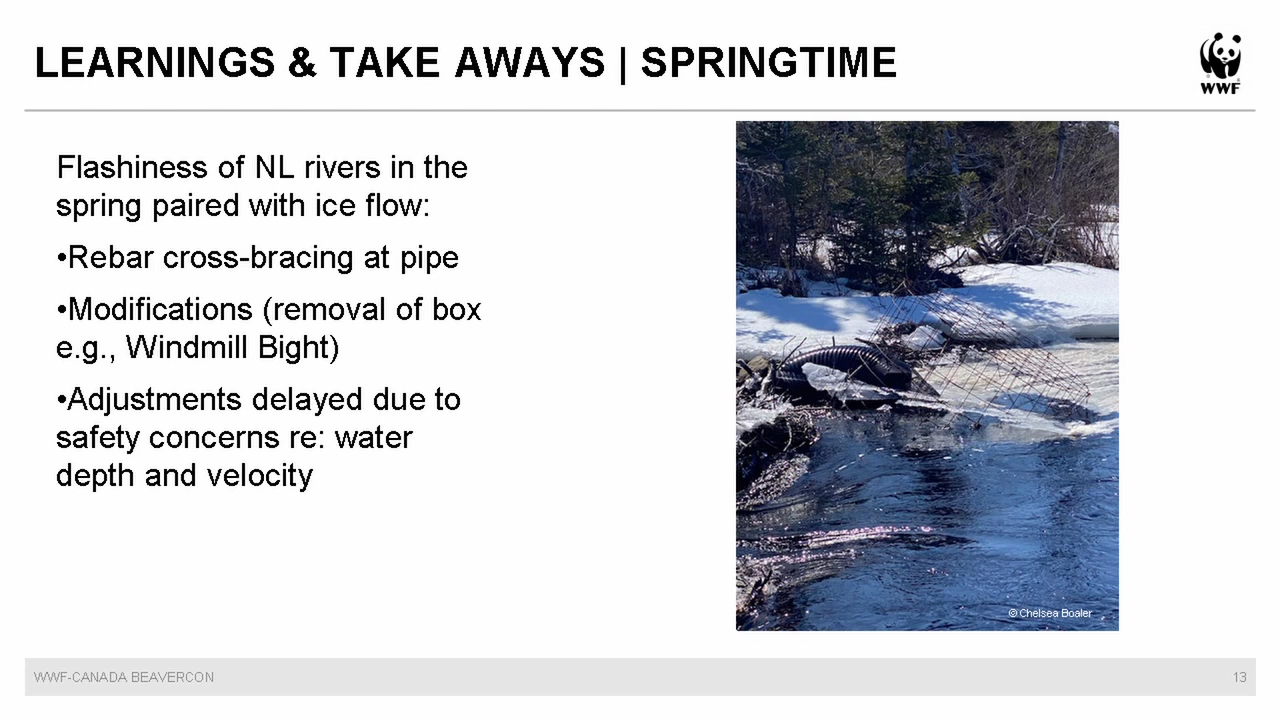 LEARNINGS & TAKE AWAYS | SPRINGTIME
WWF
Flashiness of NL rivers in the
spring paired with ice flow:
•Rebar cross-bracing at pipe
•Modifications (removal of box
e.g., Windmill Bight)
•Adjustments delayed due to
safety concerns re: water
depth and velocity
© Chelsea Boaler
WWF-CANADA BEAVERCON
13